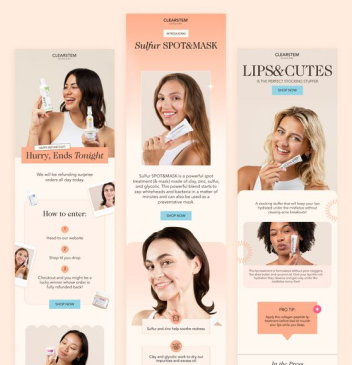 CLEARSTEM
Hurry, Ends Tonight
We will be refunding surprise
orders all day today.
How to enter:
1
Head to our website
2
Shop til you drop
3
Checkout and you might be a
lucky winner whose order is
fully refunded back!
SHOP NOW
CLEARSTEM
INTRODUCING
Sulfur SPOT&MASK
Sulfur SPOT&MASK is a powerful spot
treatment (& mask) made of clay, zinc, sulfur,
and glycolic. This powerful blend starts to
zap whiteheads and bacteria in a matter of
minutes and can also be used as a
preventative mask.
SHOP NOW
Sulfur and zinc help soothe redness
Clay and glycolic work to dry out
impurities and excess oil
CLEARSTEM
LIPS&CUTES
IS THE PERFECT STOCKING STUFFER
SHOP NOW
A stocking stuffer that will keep your lips
hydrated under the mistletoe without
causing acne breakouts!
PRO TIP:
In the Press